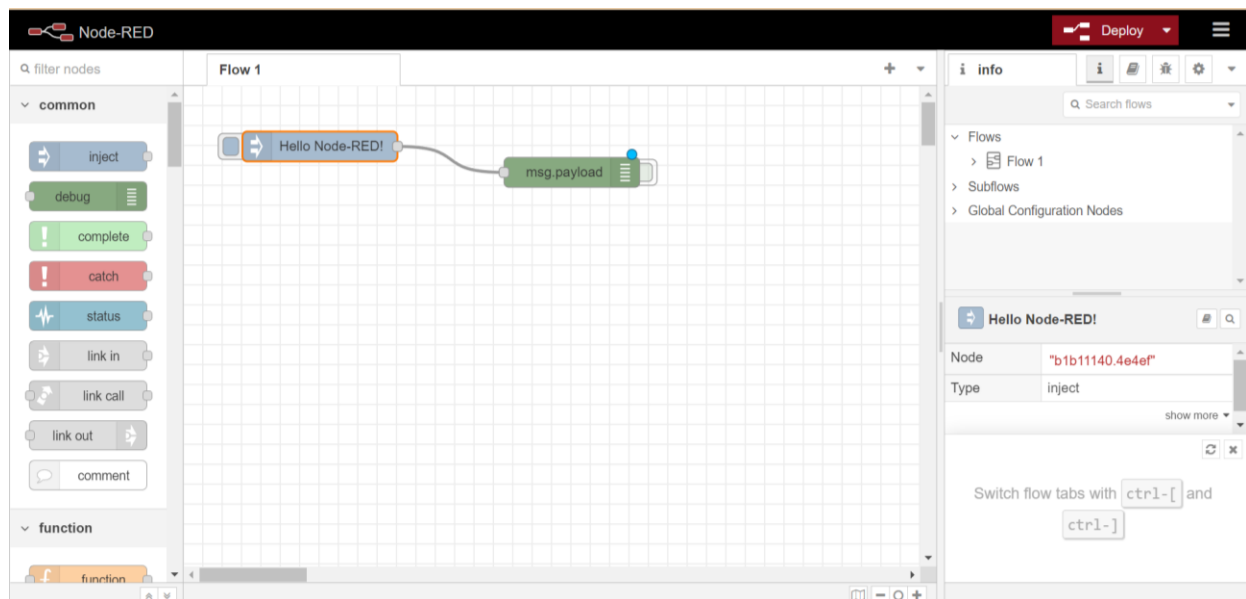 Node-RED
Deploy
filter nodes
common
inject
debug
complete
catch
status
link in
link call
link out
comment
function
function
Flow 1
Hello Node-RED!
msg.payload
info
Search flows
Flows
Flow 1
Subflows
Global Configuration Nodes
Hello Node-RED!
Node "b1b11140.4e4ef"
Type inject
show more
Switch flow tabs with ctrl-[ and
ctrl-]